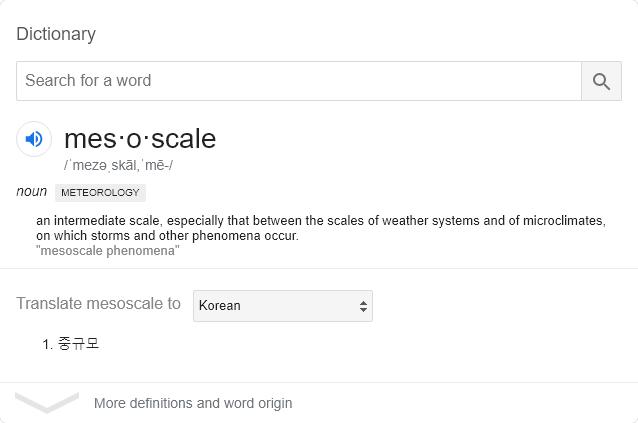 Dictionary
Search for a word
mes·o·scale
/ˈmezəˌskāl,ˈmē-/
noun METEOROLOGY
an intermediate scale, especially that between the scales of weather systems and of microclimates,
on which storms and other phenomena occur.
"mesoscale phenomena"
Translate mesoscale to Korean
1. 중규모
More definitions and word origin